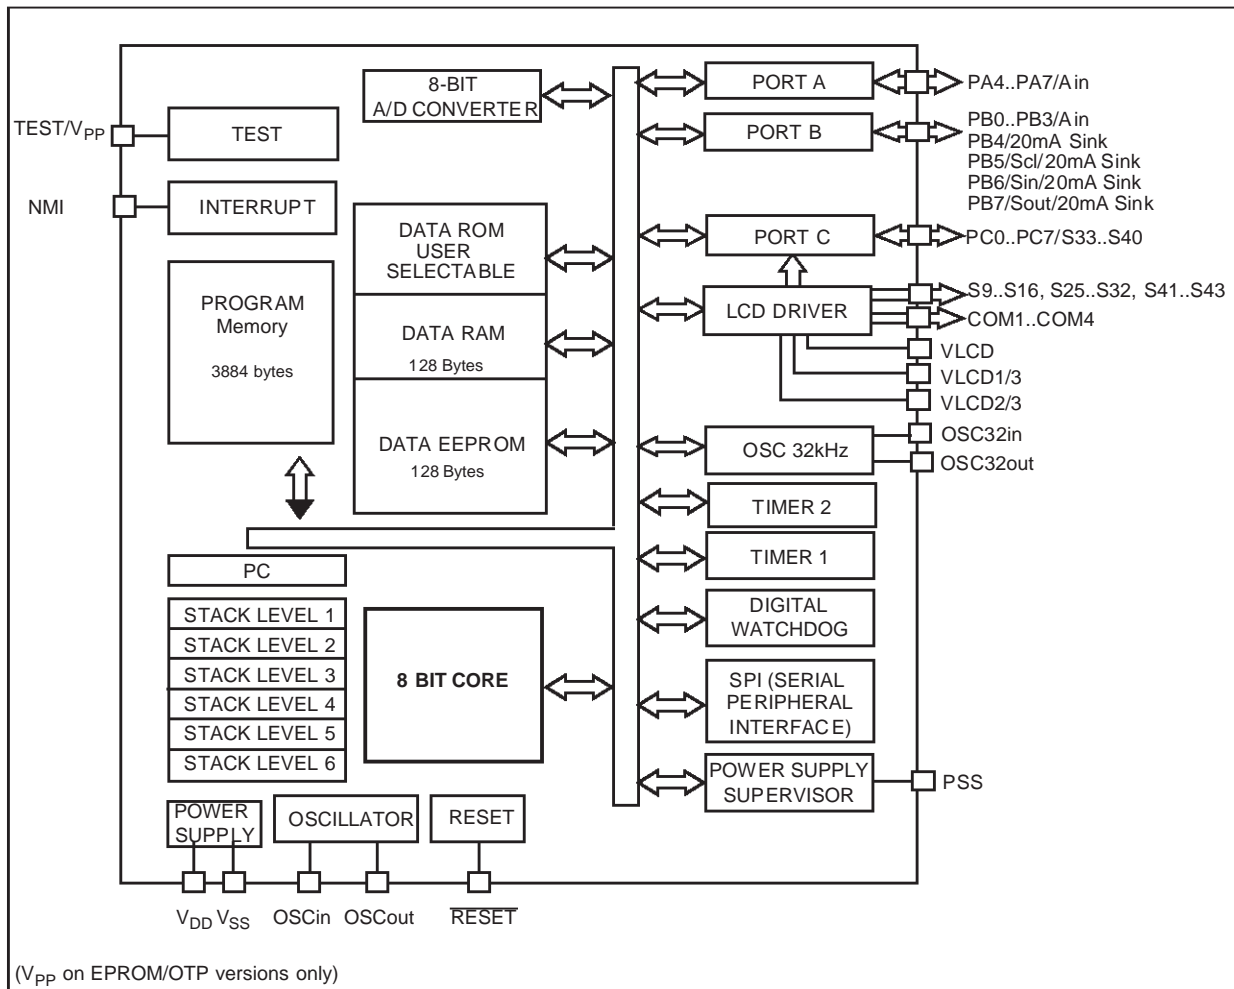 8-BIT
A/D CONVERTER
PORT A
PA4..PA7/Ain
TEST/VPP
TEST
PORT B
PB0..PB3/Ain
PB4/20mA Sink
PB5/Scl/20mA Sink
PB6/Sin/20mA Sink
PB7/Sout/20mA Sink
NMI
INTERRUPT
DATA ROM
USER
SELECTABLE
PORT C
PC0..PC7/S33..S40
PROGRAM
Memory
3884 bytes
DATA RAM
128 Bytes
LCD DRIVER
S9..S16, S25..S32, S41..S43
COM1..COM4
VLCD
VLCD1/3
VLCD2/3
DATA EEPROM
128 Bytes
OSC 32kHz
OSC32in
OSC32out
TIMER 2
TIMER 1
PC
STACK LEVEL 1
STACK LEVEL 2
STACK LEVEL 3
STACK LEVEL 4
STACK LEVEL 5
STACK LEVEL 6
8 BIT CORE
DIGITAL
WATCHDOG
SPI (SERIAL
PERIPHERAL
INTERFACE)
POWER SUPPLY
SUPERVISOR
PSS
POWER
SUPPLY
OSCILLATOR
RESET
VDD VSS
OSCin
OSCout
RESET
(VPP on EPROM/OTP versions only)